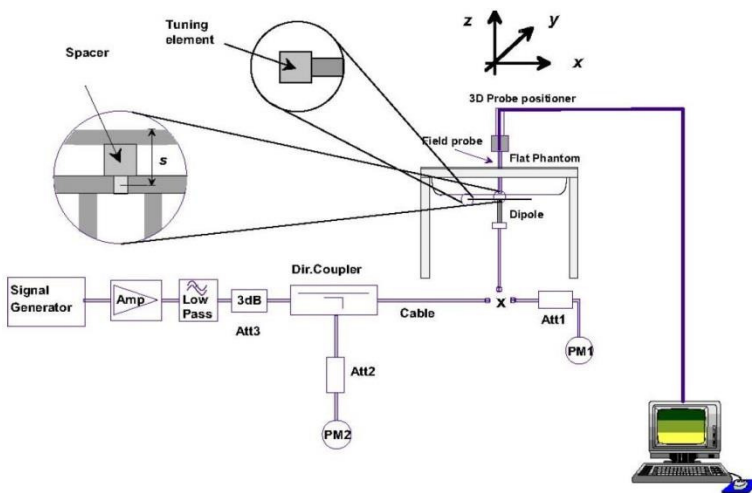 Tuning
element
Spacer
s
z
y
x
3D Probe positioner
Field probe
Flat Phantom
Dipole
Signal
Generator
Amp
Low
Pass
3dB
Att3
Dir.Coupler
Cable
x
Att1
PM1
Att2
PM2